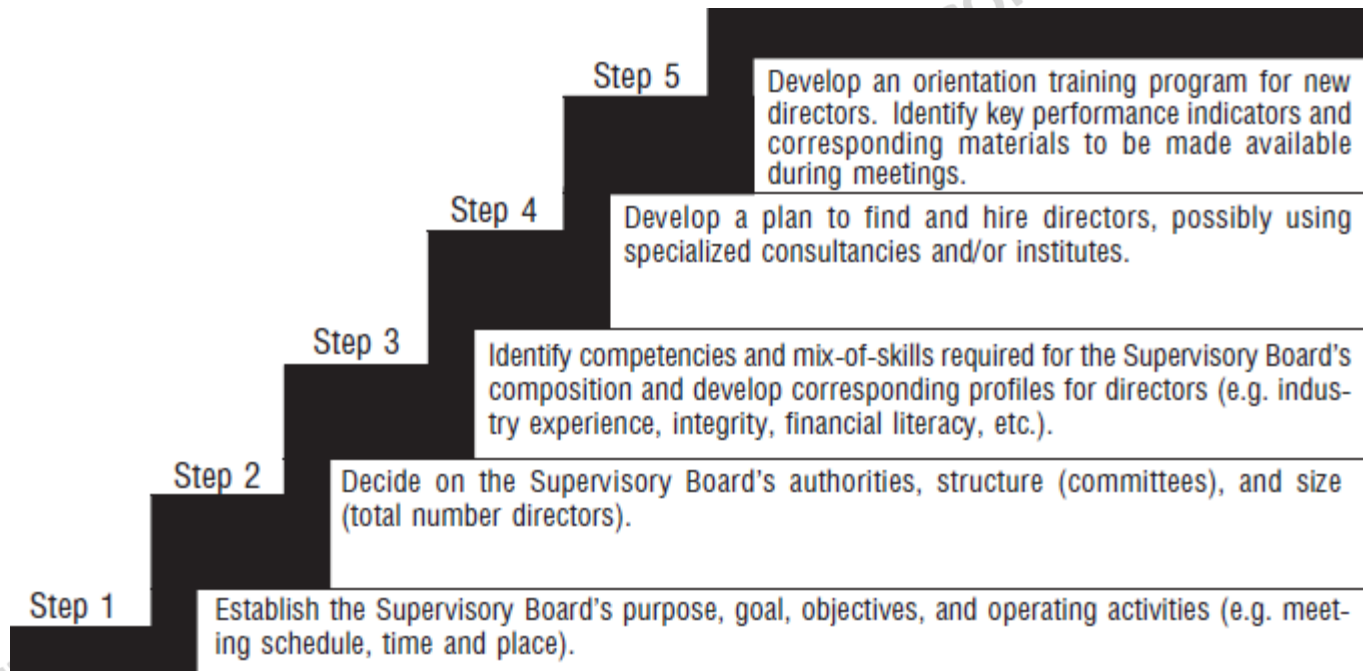 Step 5
Develop an orientation training program for new
directors. Identify key performance indicators and
corresponding materials to be made available
during meetings.
Step 4
Develop a plan to find and hire directors, possibly using
specialized consultancies and/or institutes.
Step 3
Identify competencies and mix-of-skills required for the Supervisory Board's
composition and develop corresponding profiles for directors (e.g. indus-
try experience, integrity, financial literacy, etc.).
Step 2
Decide on the Supervisory Board's authorities, structure (committees), and size
(total number directors).
Step 1
Establish the Supervisory Board's purpose, goal, objectives, and operating activities (e.g. meet-
ing schedule, time and place).